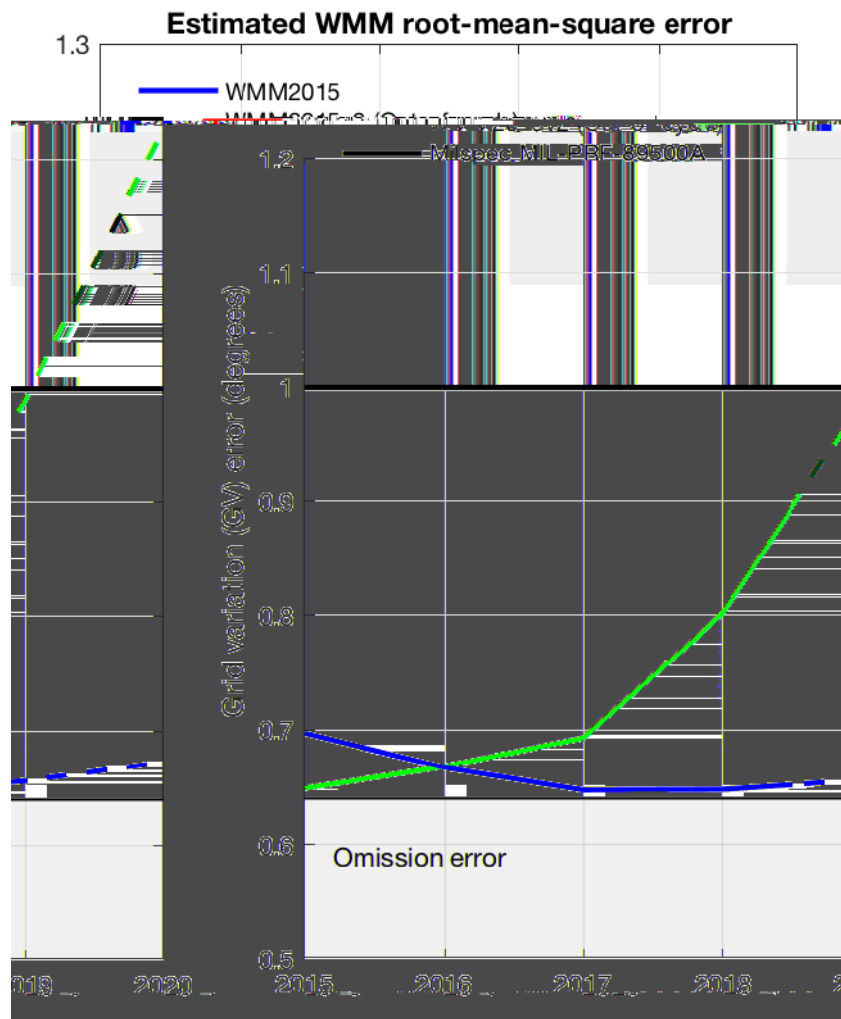 Estimated WMM root-mean-square error
1.3
WMM2015
1.2
Milspec MIL-PRF-89500A
1.1
Grid variation (GV) error (degrees)
1
0.9
0.8
0.7
0.6
Omission error
0.5
2019 2020 2015 2016 2017 2018